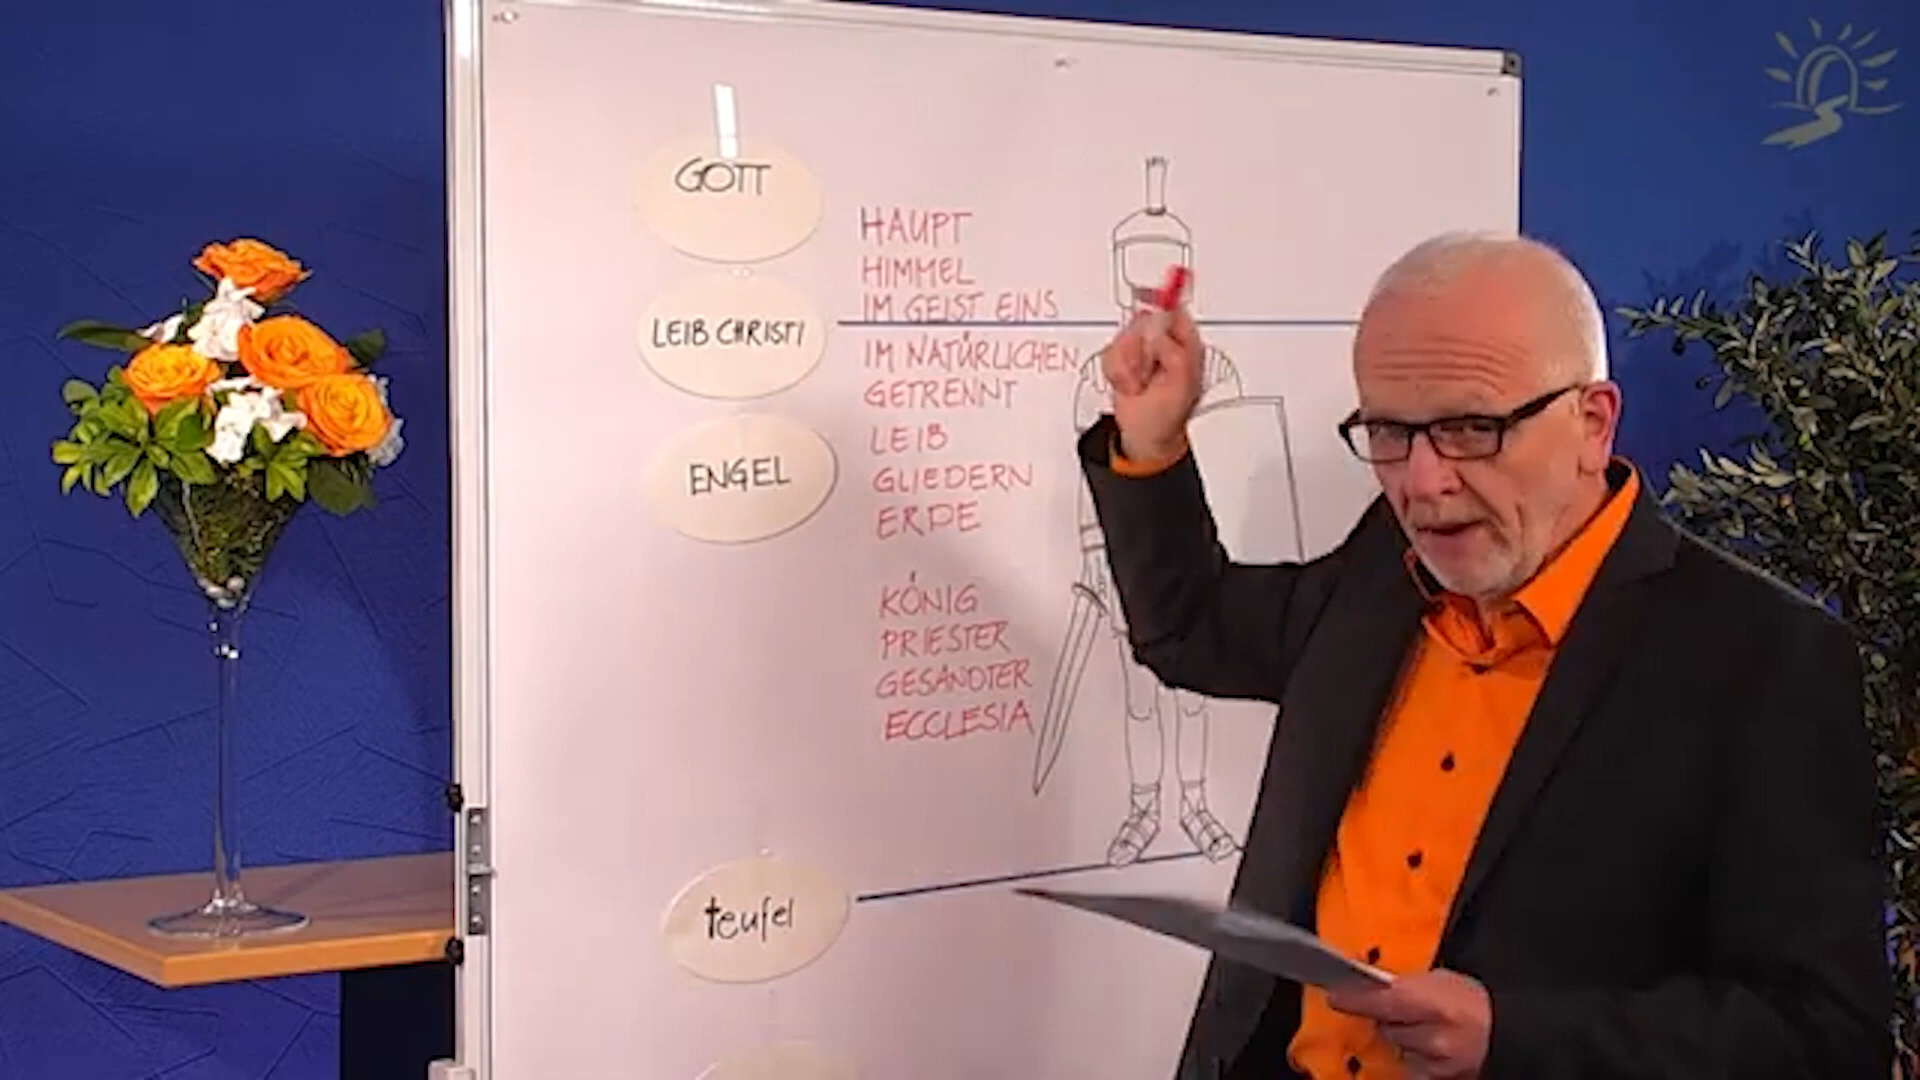 GOTT
LEIB CHRISTI
ENGEL
teufel
HAUPT
HIMMEL
IM GEIST EINS
IM NATÜRLICHEN
GETRENNT
LEIB
GLIEDERN
ERDE
KÖNIG
PRIESTER
GESANDTER
ECCLESIA